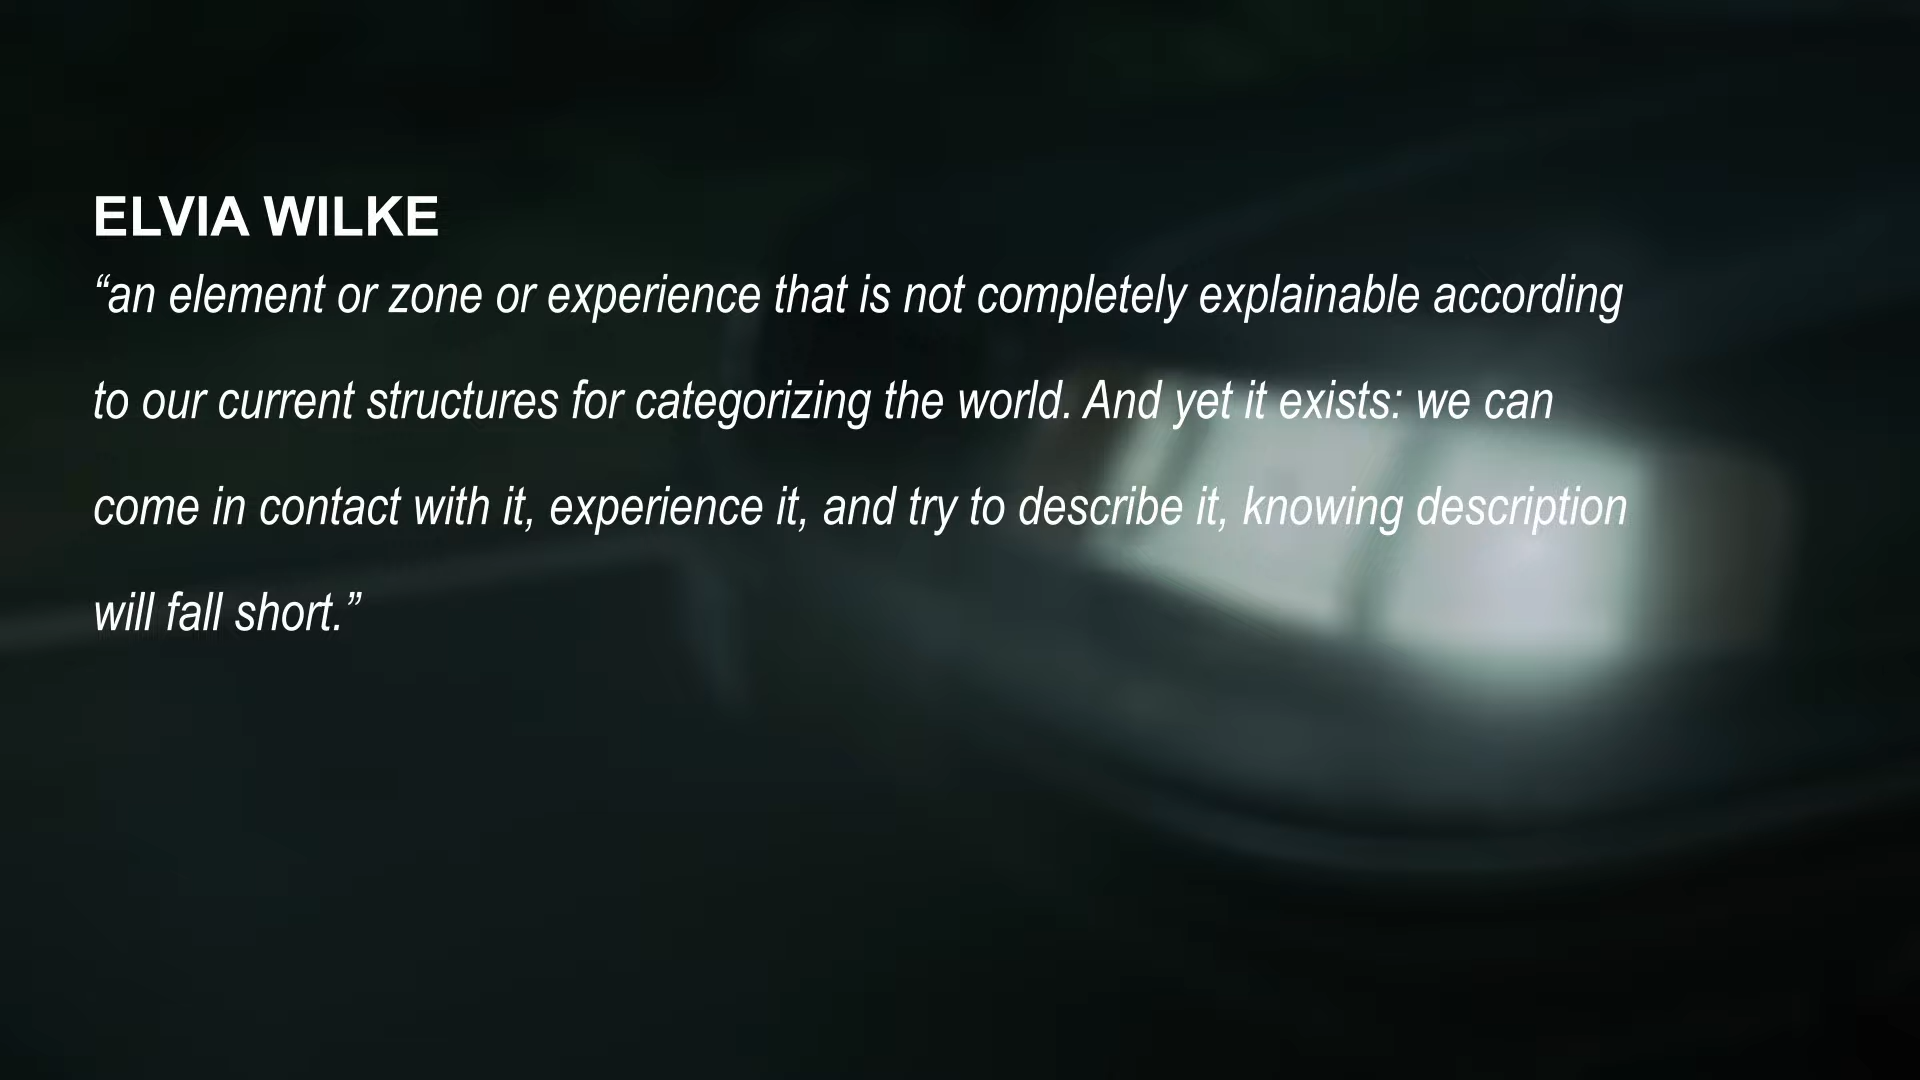 ELVIA WILKE
“an element or zone or experience that is not completely explainable according
to our current structures for categorizing the world. And yet it exists: we can
come in contact with it, experience it, and try to describe it, knowing description
will fall short.”